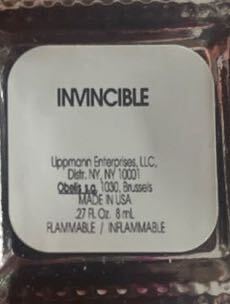 INVINCIBLE
Lippmann Enterprises, LLC,
Distr. NY, NY 10001
Obelis s.a. 1030, Brussels
MADE IN USA
.27 Fl. Oz. 8 mL
FLAMMABLE / INFLAMMABLE